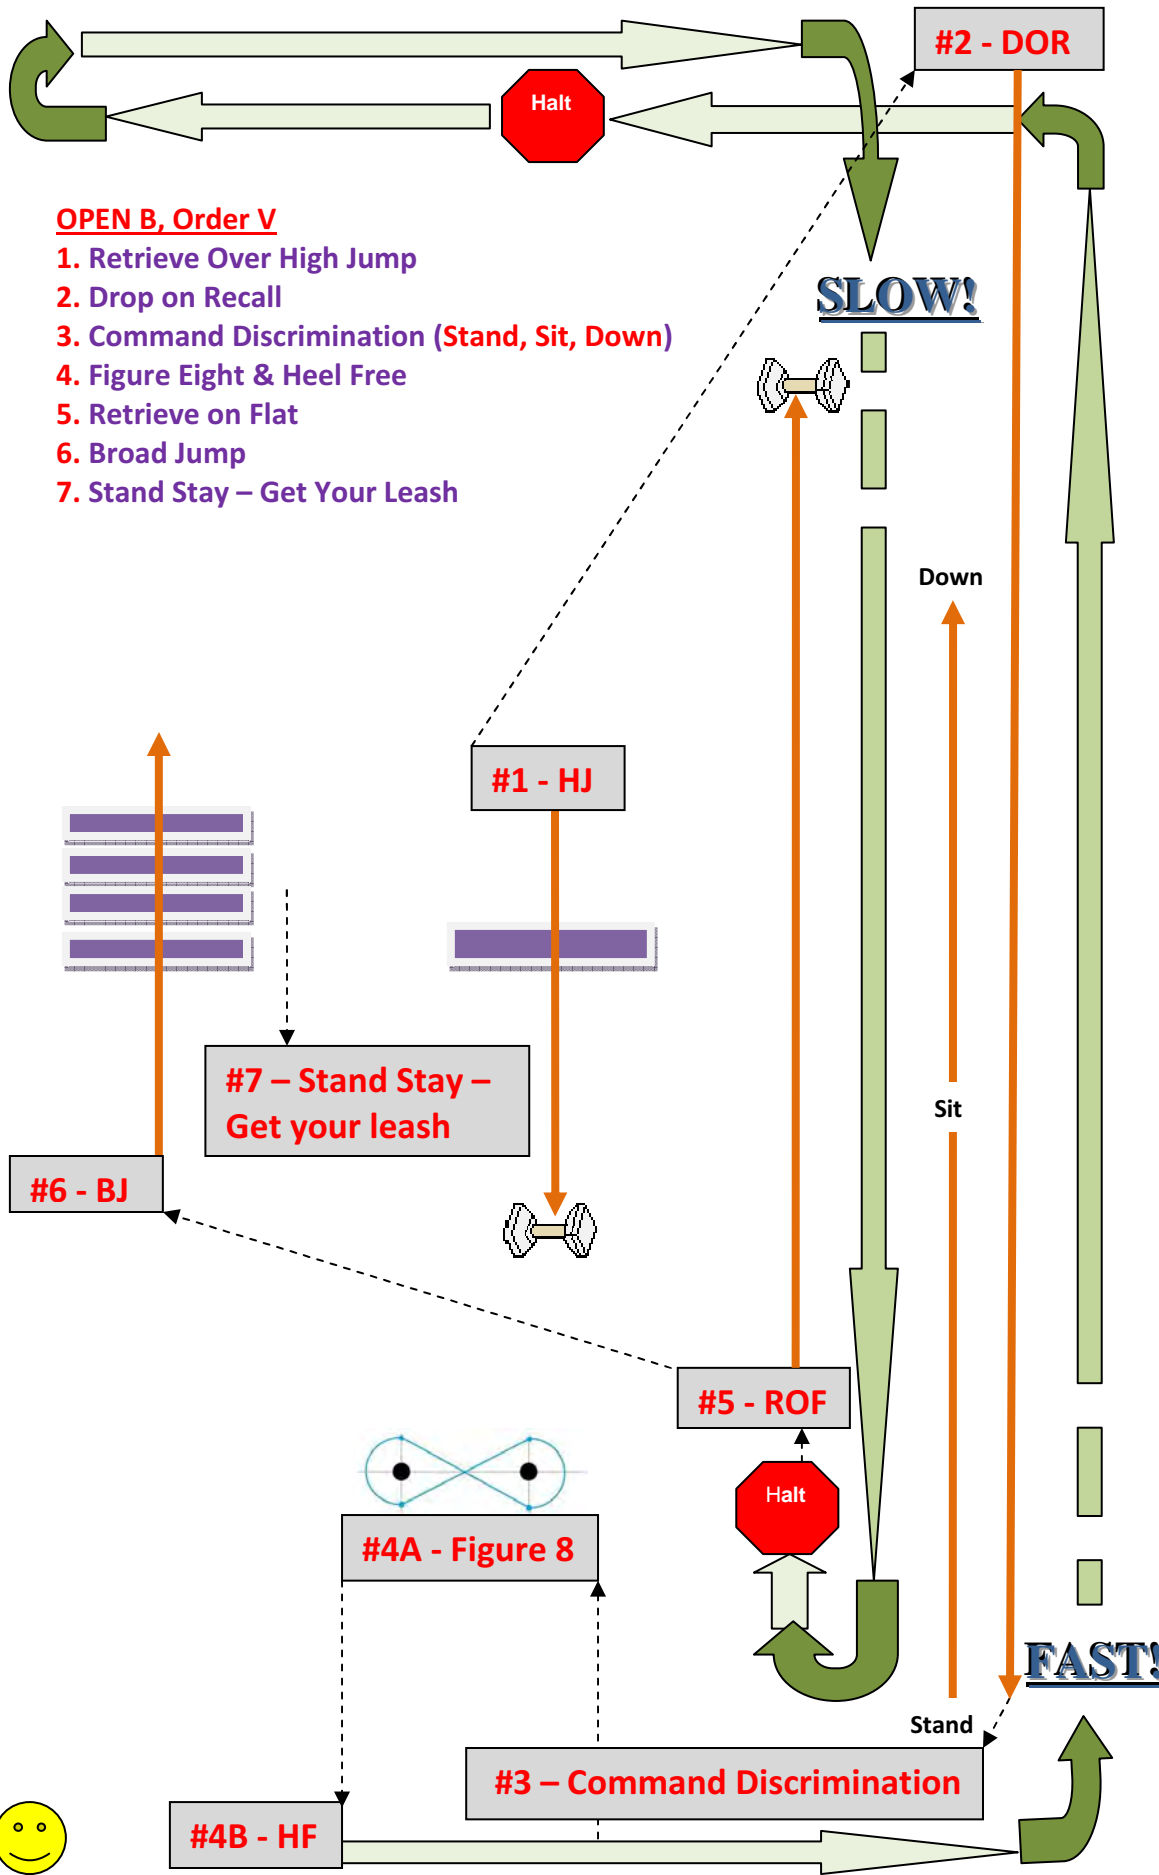 #2 - DOR
Halt
OPEN B, Order V
1. Retrieve Over High Jump
2. Drop on Recall
3. Command Discrimination (Stand, Sit, Down)
4. Figure Eight & Heel Free
5. Retrieve on Flat
6. Broad Jump
7. Stand Stay – Get Your Leash
SLOW!
Down
#1 - HJ
#7 – Stand Stay –
Get your leash
Sit
#6 - BJ
#5 - ROF
Halt
#4A - Figure 8
FAST!
Stand
#3 – Command Discrimination
#4B - HF